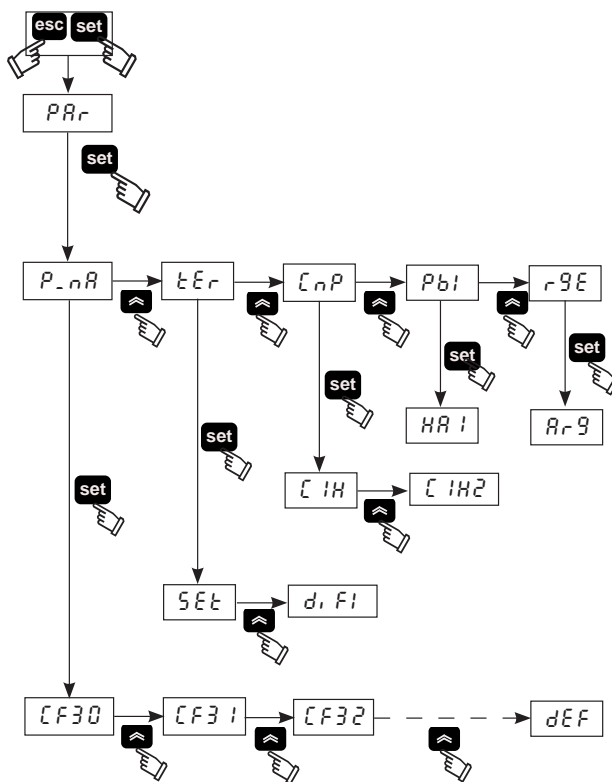 esc set
PAr
set
P_nA tEr CnP Pb1 rgE
set set
set
HA1 Arg
set
set
C1H C1H2
SEt diF1
CF30 CF31 CF32 dEF